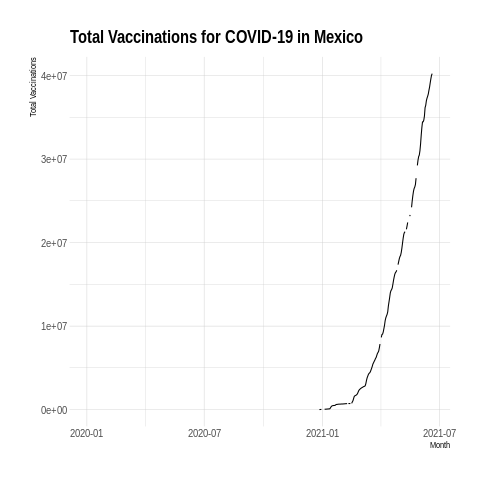 Total Vaccinations for COVID-19 in Mexico
Total Vaccinations
4e+07
3e+07
2e+07
1e+07
0e+00
2020-01
2020-07
2021-01
2021-07
Month